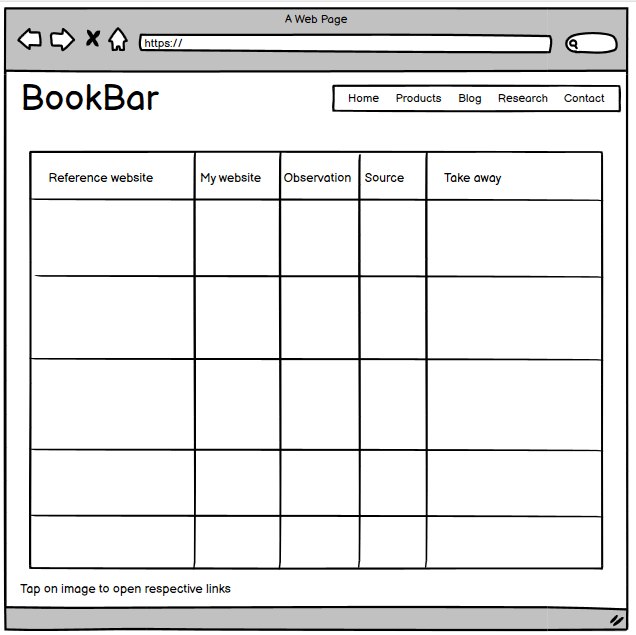 A Web Page
https://
BookBar
Home Products Blog Research Contact
Reference website My website Observation Source Take away
Tap on image to open respective links